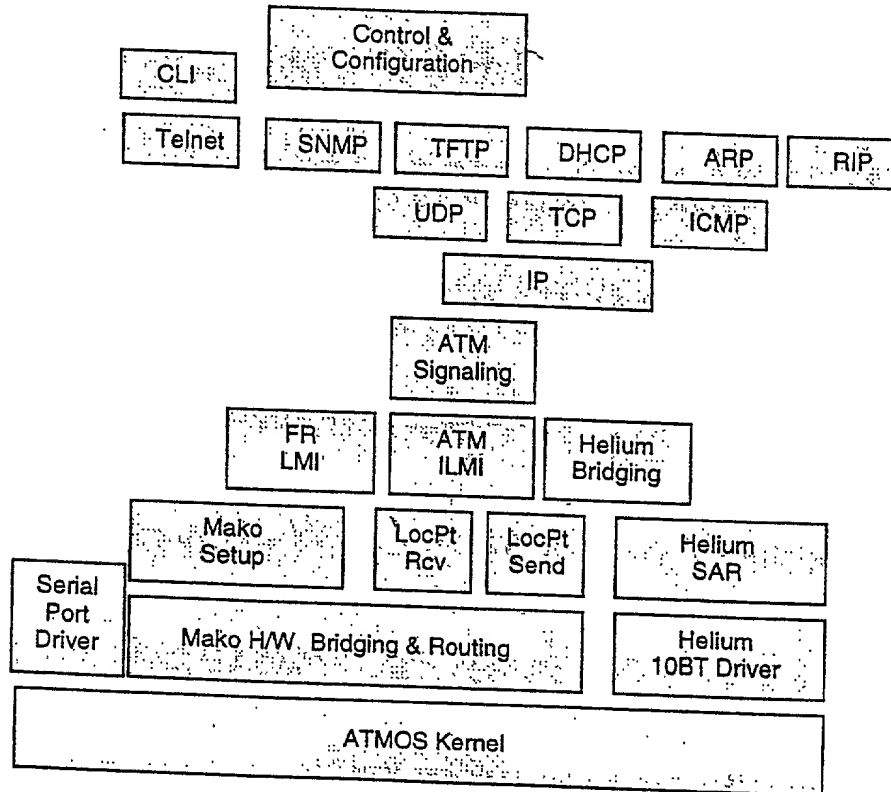 Control &
Configuration
CLI
Telnet
SNMP
TFTP
DHCP
ARP
RIP
UDP
TCP
ICMP
IP
ATM
Signaling
FR
LMI
ATM
ILMI
Helium
Bridging
Mako
Setup
LocPt
Rcv
LocPt
Send
Helium
SAR
Serial
Port
Driver
Mako H/W Bridging & Routing
Helium
10BT Driver
ATMOS Kernel